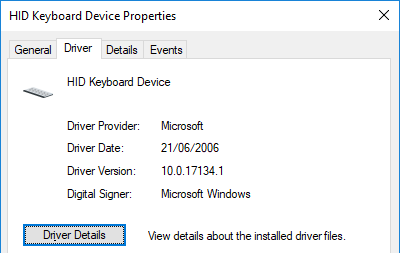 HID Keyboard Device Properties
General Driver Details Events
HID Keyboard Device
Driver Provider: Microsoft
Driver Date: 21/06/2006
Driver Version: 10.0.17134.1
Digital Signer: Microsoft Windows
Driver Details View details about the installed driver files.